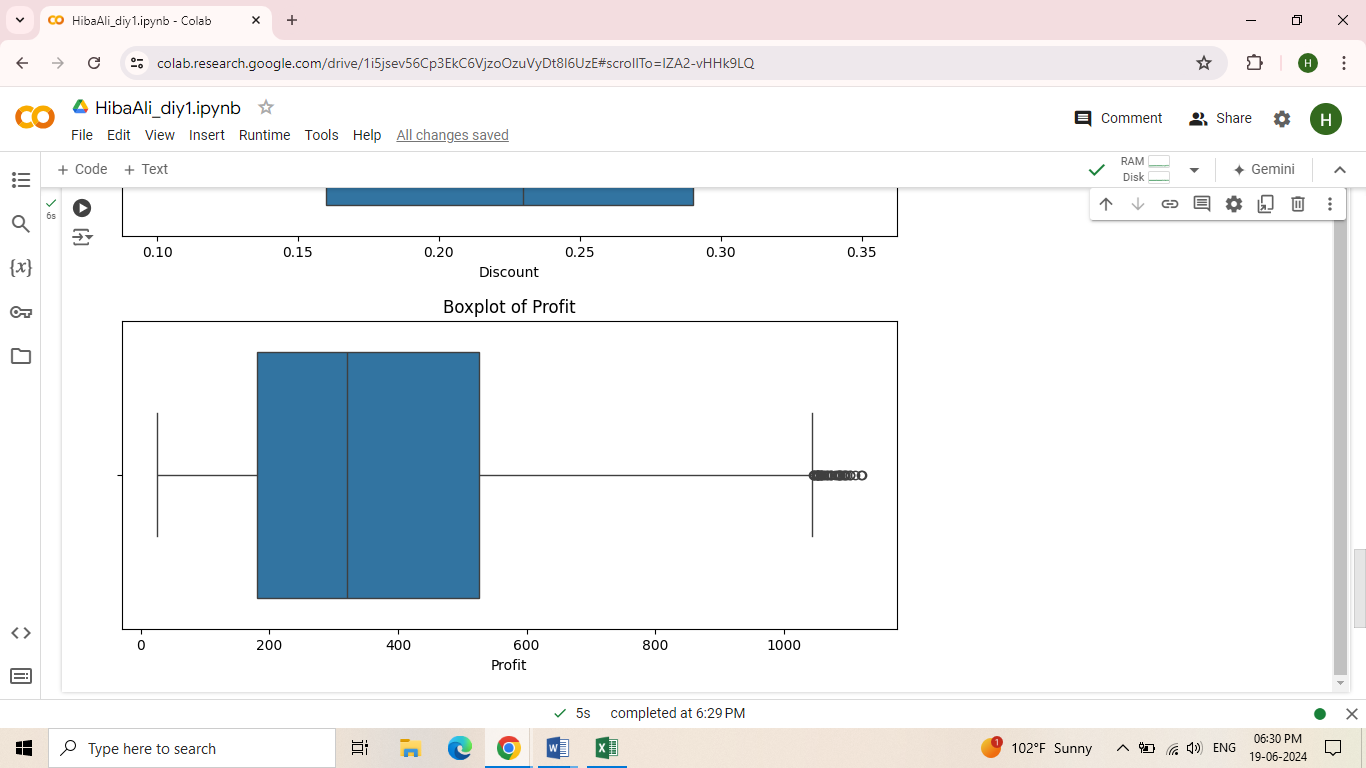 HibaAli_diy1.ipynb - Colab
colab.research.google.com/drive/1i5jsev56Cp3EkC6VjzoOzuVyDt8I6UzE#scrollTo=IZA2-vHHk9LQ
H
HibaAli_diy1.ipynb
File Edit View Insert Runtime Tools Help All changes saved
Comment Share H
+ Code + Text
RAM
Disk
Gemini
6s
{x}
0.10 0.15 0.20 0.25 0.30 0.35
Discount
Boxplot of Profit
0 200 400 600 800 1000
Profit
5s completed at 6:29 PM
Type here to search
1
102°F Sunny
ENG
06:30 PM
19-06-2024